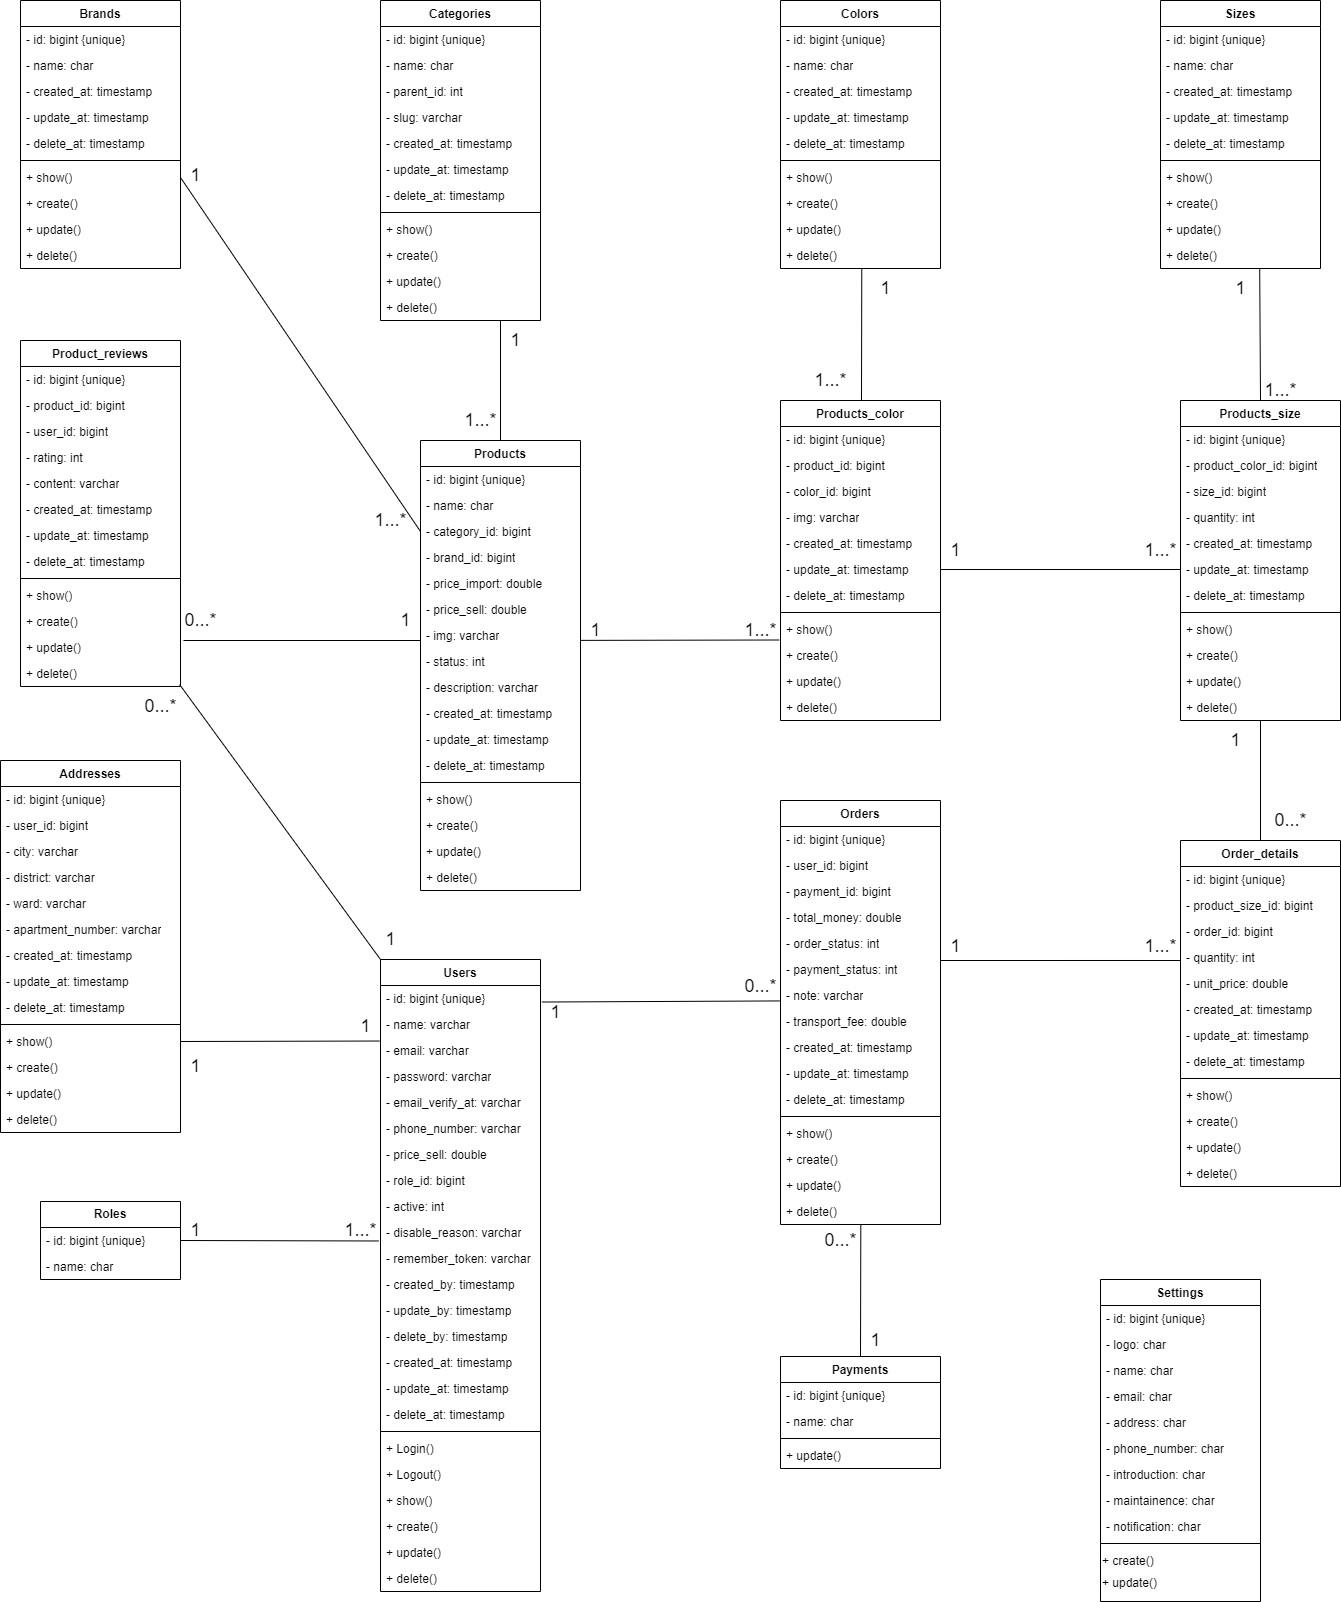 Brands
- id: bigint {unique}
- name: char
- created_at: timestamp
- update_at: timestamp
- delete_at: timestamp
+ show()
+ create()
+ update()
+ delete()
1
Categories
- id: bigint {unique}
- name: char
- parent_id: int
- slug: varchar
- created_at: timestamp
- update_at: timestamp
- delete_at: timestamp
+ show()
+ create()
+ update()
+ delete()
1
1...*
Colors
- id: bigint {unique}
- name: char
- created_at: timestamp
- update_at: timestamp
- delete_at: timestamp
+ show()
+ create()
+ update()
+ delete()
1
1...*
Sizes
- id: bigint {unique}
- name: char
- created_at: timestamp
- update_at: timestamp
- delete_at: timestamp
+ show()
+ create()
+ update()
+ delete()
1
1...*
Product_reviews
- id: bigint {unique}
- product_id: bigint
- user_id: bigint
- rating: int
- content: varchar
- created_at: timestamp
- update_at: timestamp
- delete_at: timestamp
+ show()
+ create()
+ update()
+ delete()
0...*
0...*
1...*
1
Products
- id: bigint {unique}
- name: char
- category_id: bigint
- brand_id: bigint
- price_import: double
- price_sell: double
- img: varchar
- status: int
- description: varchar
- created_at: timestamp
- update_at: timestamp
- delete_at: timestamp
+ show()
+ create()
+ update()
+ delete()
1
1...*
Products_color
- id: bigint {unique}
- product_id: bigint
- color_id: bigint
- img: varchar
- created_at: timestamp
- update_at: timestamp
- delete_at: timestamp
+ show()
+ create()
+ update()
+ delete()
1
1...*
Products_size
- id: bigint {unique}
- product_color_id: bigint
- size_id: bigint
- quantity: int
- created_at: timestamp
- update_at: timestamp
- delete_at: timestamp
+ show()
+ create()
+ update()
+ delete()
1
0...*
Addresses
- id: bigint {unique}
- user_id: bigint
- city: varchar
- district: varchar
- ward: varchar
- apartment_number: varchar
- created_at: timestamp
- update_at: timestamp
- delete_at: timestamp
+ show()
+ create()
+ update()
+ delete()
1
1
1
Users
- id: bigint {unique}
- name: varchar
- email: varchar
- password: varchar
- email_verify_at: varchar
- phone_number: varchar
- price_sell: double
- role_id: bigint
- active: int
- disable_reason: varchar
- remember_token: varchar
- created_by: timestamp
- update_by: timestamp
- delete_by: timestamp
- created_at: timestamp
- update_at: timestamp
- delete_at: timestamp
+ Login()
+ Logout()
+ show()
+ create()
+ update()
+ delete()
1
0...*
Orders
- id: bigint {unique}
- user_id: bigint
- payment_id: bigint
- total_money: double
- order_status: int
- payment_status: int
- note: varchar
- transport_fee: double
- created_at: timestamp
- update_at: timestamp
- delete_at: timestamp
+ show()
+ create()
+ update()
+ delete()
1
1...*
0...*
1
Order_details
- id: bigint {unique}
- product_size_id: bigint
- order_id: bigint
- quantity: int
- unit_price: double
- created_at: timestamp
- update_at: timestamp
- delete_at: timestamp
+ show()
+ create()
+ update()
+ delete()
Roles
- id: bigint {unique}
- name: char
1
1...*
Payments
- id: bigint {unique}
- name: char
+ update()
Settings
- id: bigint {unique}
- logo: char
- name: char
- email: char
- address: char
- phone_number: char
- introduction: char
- maintainence: char
- notification: char
+ create()
+ update()